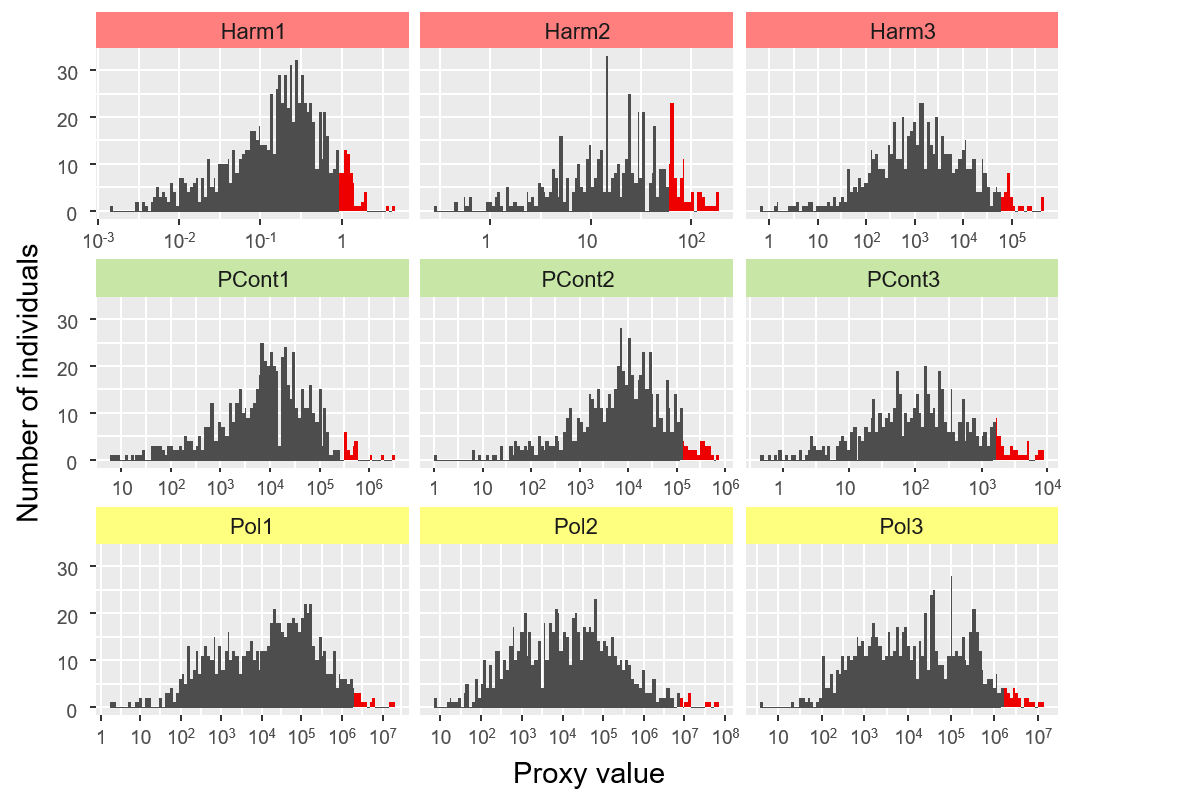 Harm1 Harm2 Harm3
30
20
10
0
10⁻³ 10⁻² 10⁻¹ 1 1 10 10² 1 10 10² 10³ 10⁴ 10⁵
PCont1 PCont2 PCont3
30
20
10
0
10 10² 10³ 10⁴ 10⁵ 10⁶ 1 10 10² 10³ 10⁴ 10⁵ 10⁶ 1 10 10² 10³ 10⁴
Pol1 Pol2 Pol3
30
20
10
0
1 10 10² 10³ 10⁴ 10⁵ 10⁶ 10⁷ 10 10² 10³ 10⁴ 10⁵ 10⁶ 10⁷ 10⁸ 10 10² 10³ 10⁴ 10⁵ 10⁶ 10⁷
Number of individuals
Proxy value